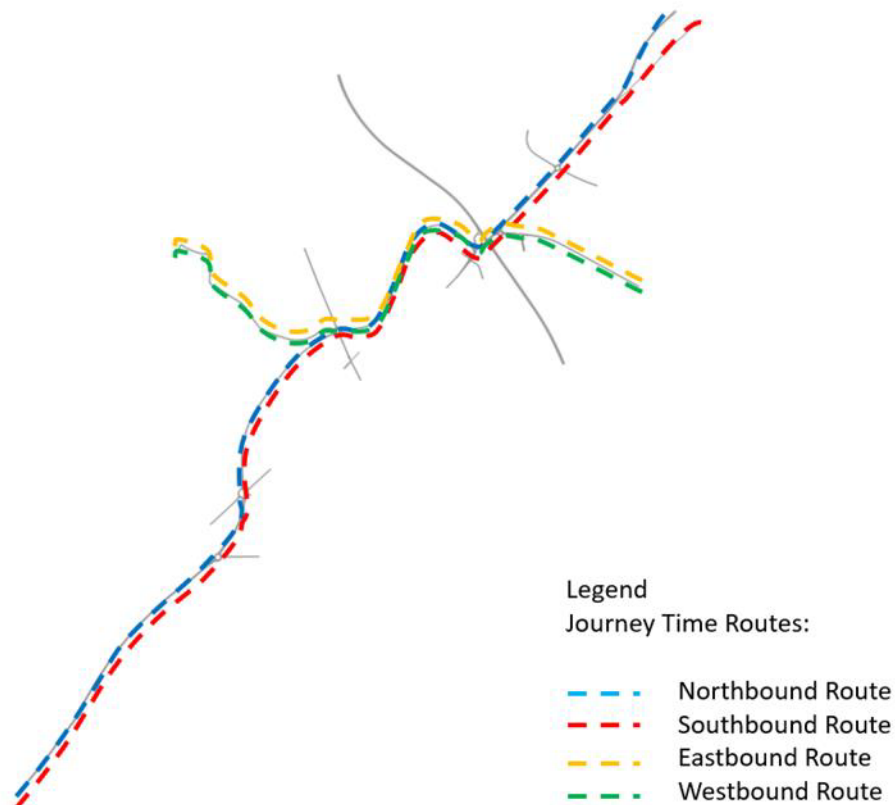 Legend
Journey Time Routes:
Northbound Route
Southbound Route
Eastbound Route
Westbound Route